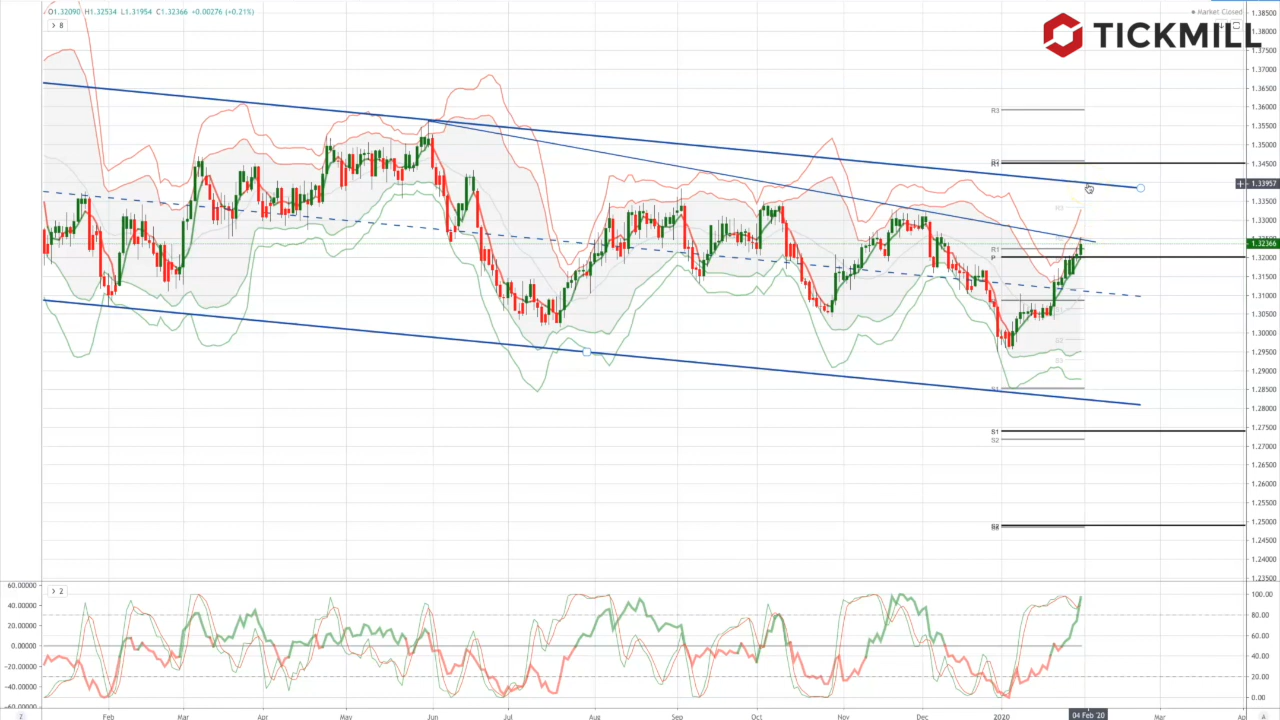 O1.32090 H1.32534 L1.31954 C1.32366 +0.00276 (+0.21%)
8
Market Closed
TICKMILL
1.38500
1.38000
1.37500
1.37000
1.36500
1.36000
1.35500
1.35000
1.34500
1.33957
1.33500
1.33000
1.32366
1.32000
1.31500
1.31000
1.30500
1.30000
1.29500
1.29000
1.28500
1.28000
1.27500
1.27000
1.26500
1.26000
1.25500
1.25000
1.24500
1.24000
1.23500
R3
R1
R3
R1
P
S2
S3
S1
S1
S2
2
60.00000
40.00000
20.00000
0.00000
-20.00000
-40.00000
-60.00000
100.00
80.00
60.00
40.00
20.00
0.00
Z
Feb
Mar
Apr
May
Jun
Jul
Aug
Sep
Oct
Nov
Dec
2020
04 Feb '20
Mar
A